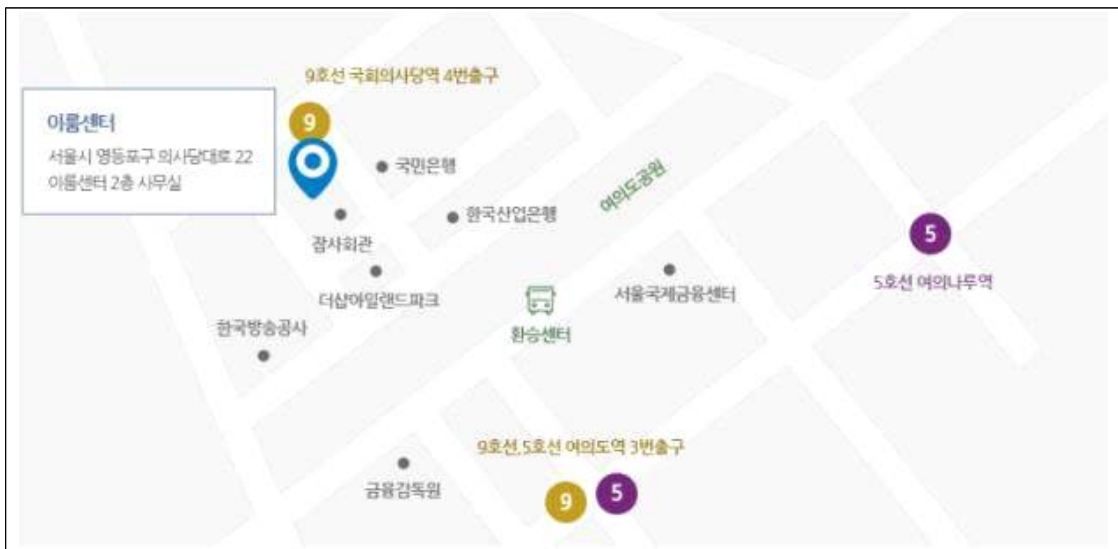 9호선 국회의사당역 4번출구
이룸센터
서울시 영등포구 의사당대로 22
이룸센터 2층 사무실
9
국민은행
한국산업은행
여의도공원
잠사회관
5
5호선 여의나루역
더샵아일랜드파크
서울국제금융센터
한국방송공사
환승센터
9호선,5호선 여의도역 3번출구
금융감독원
9
5